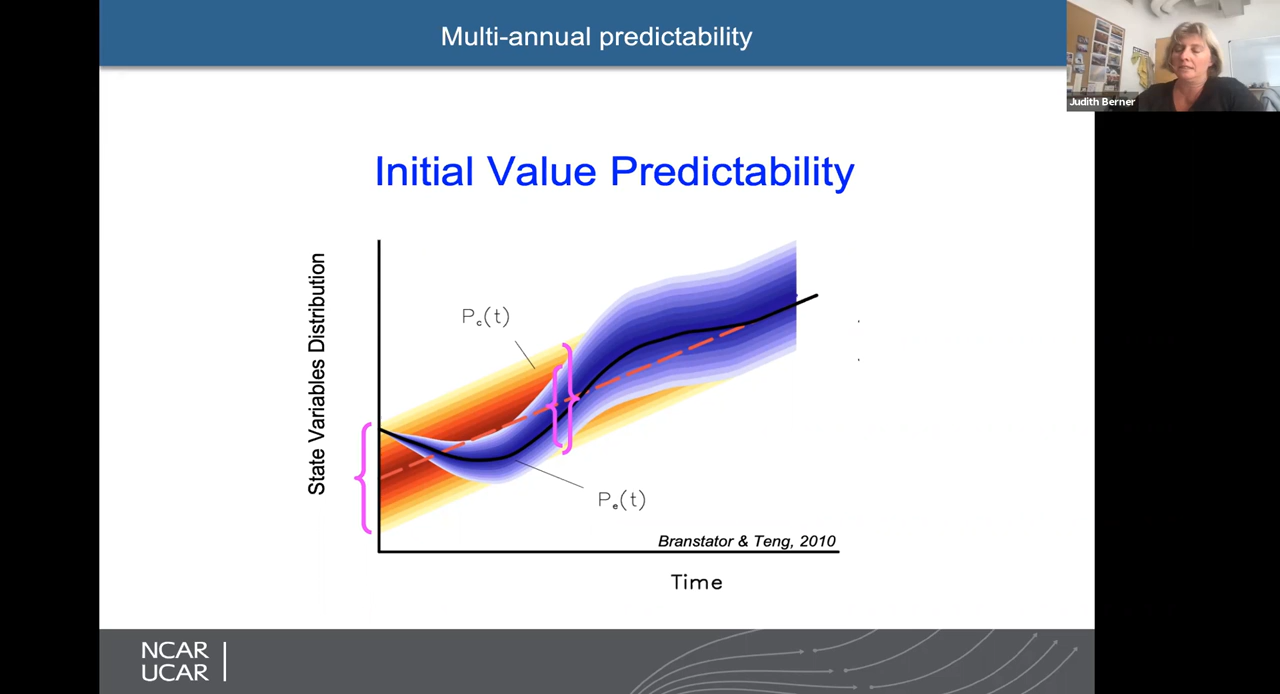 Multi-annual predictability
Judith Berner
Initial Value Predictability
State Variables Distribution
Pc(t)
Pe(t)
Branstator & Teng, 2010
Time
NCAR
UCAR